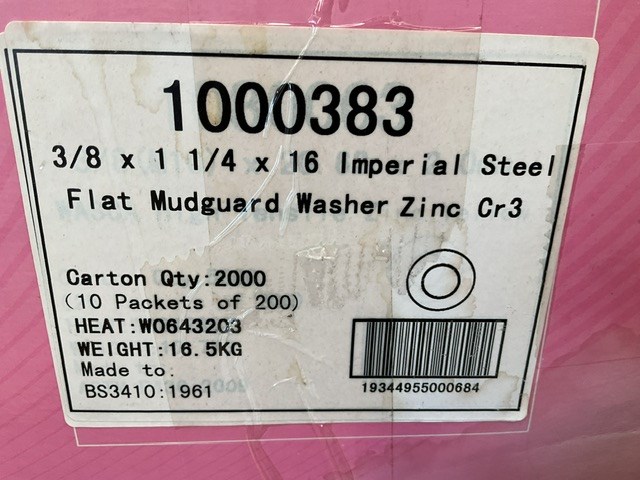 1000383
3/8 x 1 1/4 x 16 Imperial Steel
Flat Mudguard Washer Zinc Cr3
Carton Qty:2000
(10 Packets of 200)
HEAT:W0643203
WEIGHT:16.5KG
Made to:
BS3410:1961
19344955000684